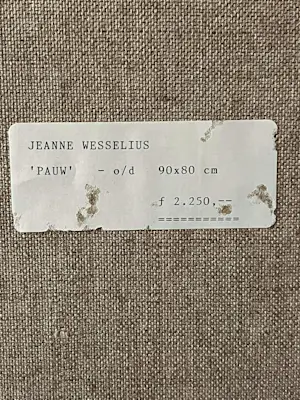 JEANNE WESSELIUS
'PAUW' - o/d 90x80 cm
f 2.250,--
===========